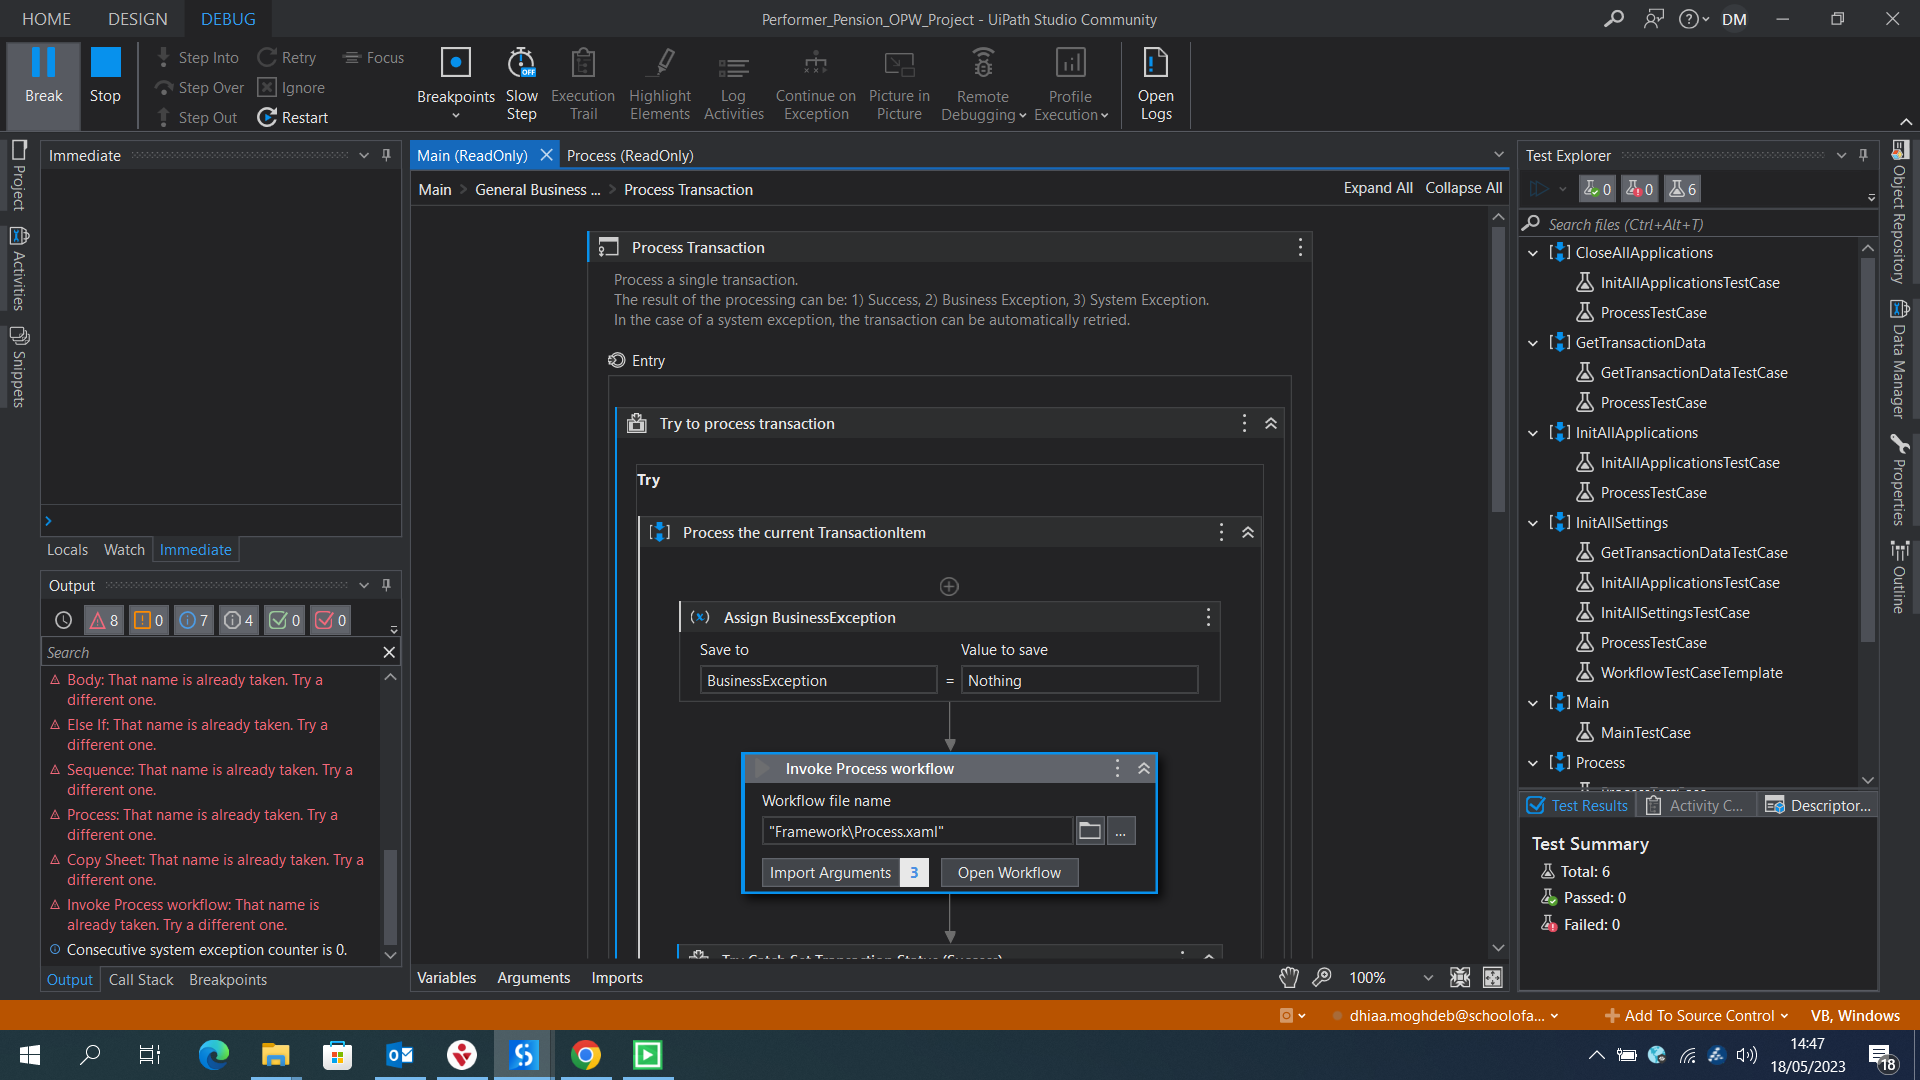 HOME
DESIGN
DEBUG
Performer_Pension_OPW_Project - UiPath Studio Community
DM
Break
Stop
Step Into
Step Over
Step Out
Retry
Ignore
Restart
Focus
Breakpoints
Slow
Step
OFF
Execution
Trail
Highlight
Elements
Log
Activities
Continue on
Exception
Picture in
Picture
Remote
Debugging
Profile
Execution
Open
Logs
Project
Activities
Snippets
Immediate
Locals
Watch
Immediate
Output
8
0
7
4
0
0
Search
Body: That name is already taken. Try a
different one.
Else If: That name is already taken. Try a
different one.
Sequence: That name is already taken. Try a
different one.
Process: That name is already taken. Try a
different one.
Copy Sheet: That name is already taken. Try a
different one.
Invoke Process workflow: That name is
already taken. Try a different one.
Consecutive system exception counter is 0.
Output
Call Stack
Breakpoints
Main (ReadOnly)
Process (ReadOnly)
Main > General Business ... > Process Transaction
Expand All
Collapse All
Process Transaction
Process a single transaction.
The result of the processing can be: 1) Success, 2) Business Exception, 3) System Exception.
In the case of a system exception, the transaction can be automatically retried.
Entry
Try to process transaction
Try
Process the current TransactionItem
Assign BusinessException
Save to
Value to save
BusinessException
=
Nothing
Invoke Process workflow
Workflow file name
"Framework\Process.xaml"
...
Import Arguments
3
Open Workflow
Try Catch Set Transaction Status (Success)
Variables
Arguments
Imports
100%
Test Explorer
0
0
6
Search files (Ctrl+Alt+T)
CloseAllApplications
InitAllApplicationsTestCase
ProcessTestCase
GetTransactionData
GetTransactionDataTestCase
ProcessTestCase
InitAllApplications
InitAllApplicationsTestCase
ProcessTestCase
InitAllSettings
GetTransactionDataTestCase
InitAllApplicationsTestCase
InitAllSettingsTestCase
ProcessTestCase
WorkflowTestCaseTemplate
Main
MainTestCase
Process
ProcessTestCase
Test Results
Activity C...
Descriptor...
Test Summary
Total: 6
Passed: 0
Failed: 0
Object Repository
Data Manager
Properties
Outline
dhiaa.moghdeb@schoolofa...
Add To Source Control
VB, Windows
14:47
18/05/2023
18